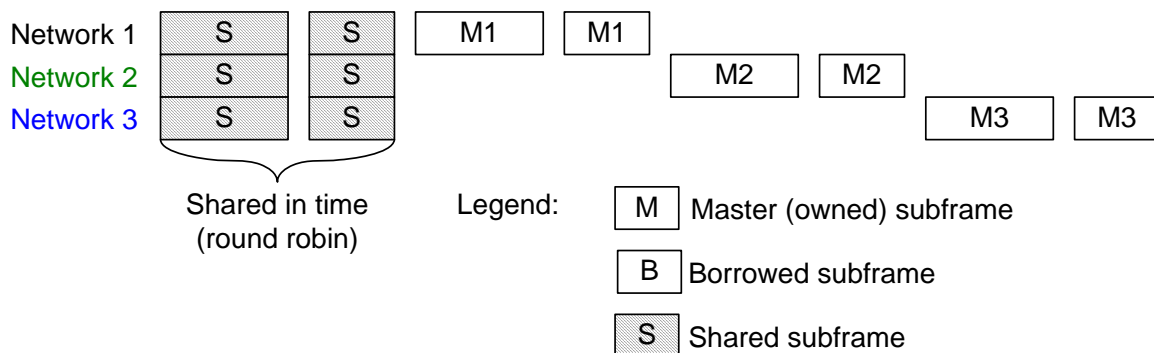 Network 1 S S M1 M1
Network 2 S S M2 M2
Network 3 S S M3 M3
Shared in time
(round robin)
Legend:
M Master (owned) subframe
B Borrowed subframe
S Shared subframe